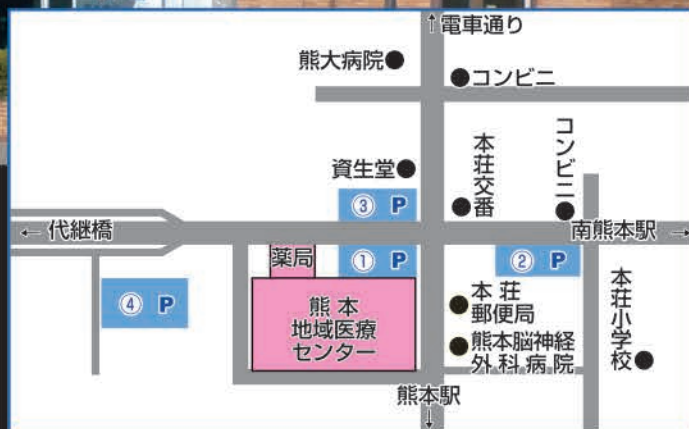 ↑電車通り
熊大病院●
●コンビニ
コンビニ
本荘交番
資生堂●
③ P
← 代継橋
南熊本駅→
薬局
① P
② P
④ P
熊本
地域医療
センター
本荘
郵便局
熊本脳神経
外科病院
本荘小学校
熊本駅
↓